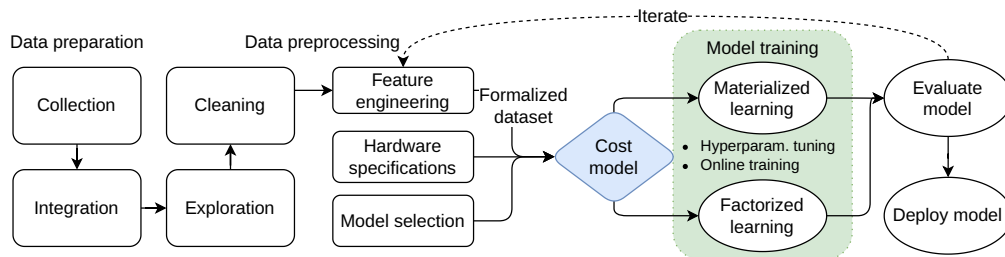 Iterate
Data preparation
Data preprocessing
Model training
Collection
Cleaning
Feature
engineering
Formalized
dataset
Materialized
learning
Evaluate
model
Hardware
specifications
Cost
model
• Hyperparam. tuning
• Online training
Integration
Exploration
Model selection
Factorized
learning
Deploy model